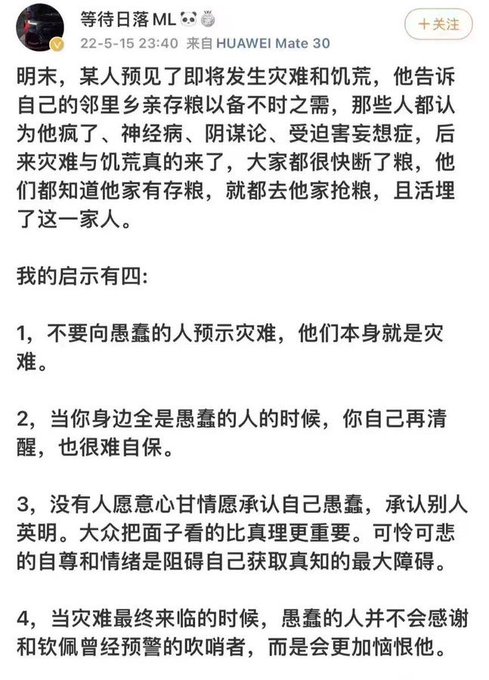 等待日落ML🐼🍍
22-5-15 23:40 来自HUAWEI Mate 30
+关注
明末，某人预见了即将发生灾难和饥荒，他告诉
自己的邻里乡亲存粮以备不时之需，那些人都认
为他疯了、神经病、阴谋论、受迫害妄想症，后
来灾难与饥荒真的来了，大家都很快断了粮，他
们都知道他家有存粮，就都去他家抢粮，且活埋
了这一家人。
我的启示有四:
1，不要向愚蠢的人预示灾难，他们本身就是灾
难。
2，当你身边全是愚蠢的人的时候，你自己再清
醒，也很难自保。
3，没有人愿意心甘情愿承认自己愚蠢，承认别人
英明。大众把面子看的比真理更重要。可怜可悲
的自尊和情绪是阻碍自己获取真知的最大障碍。
4，当灾难最终来临的时候，愚蠢的人并不会感谢
和钦佩曾经预警的吹哨者，而是会更加恼恨他。